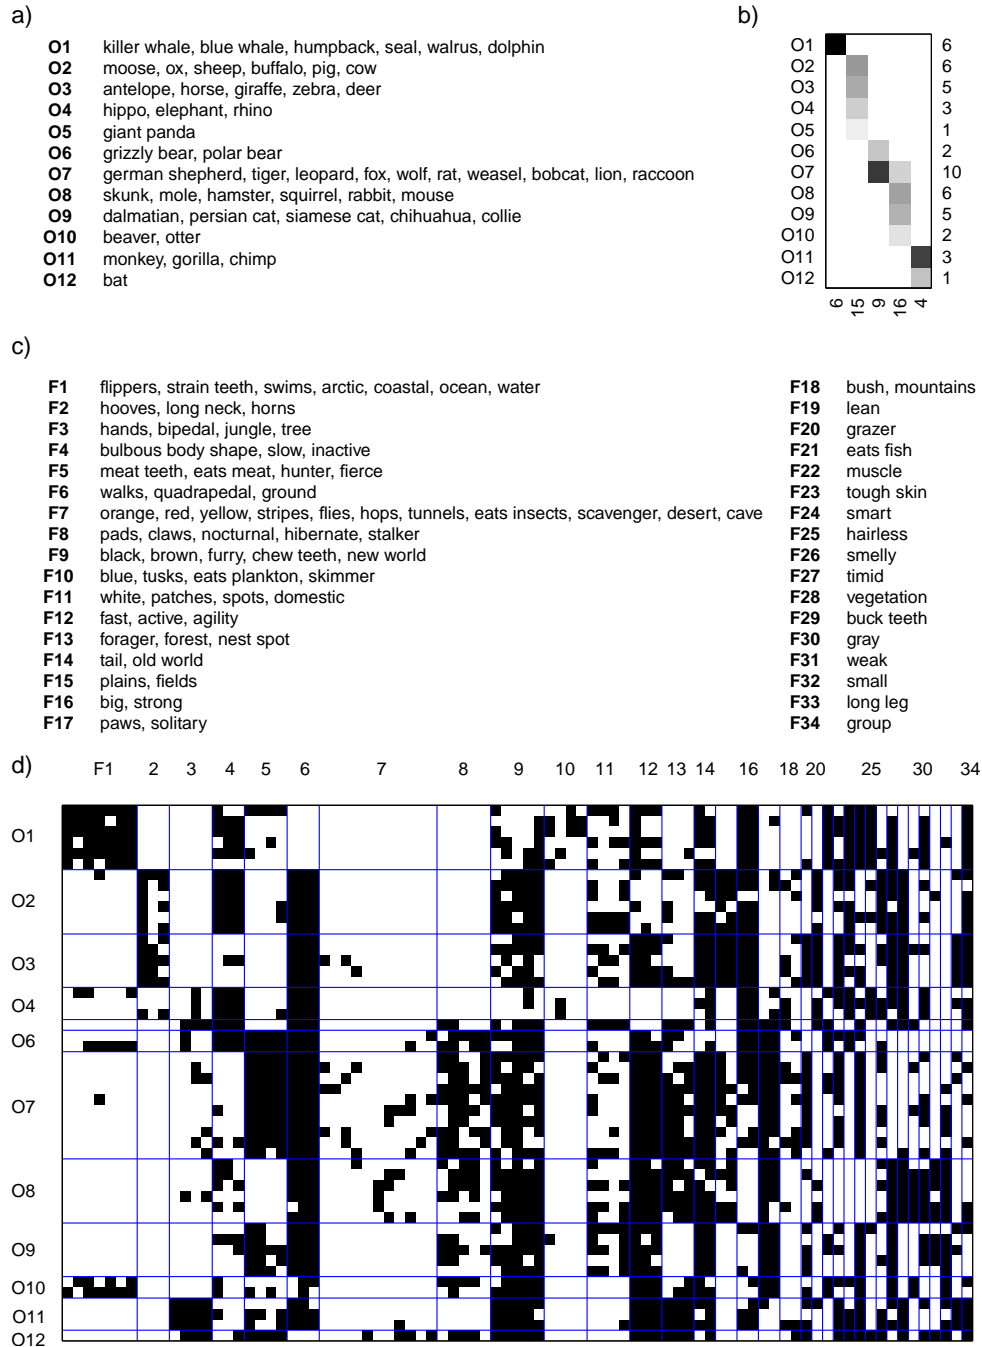 a)
O1 killer whale, blue whale, humpback, seal, walrus, dolphin
O2 moose, ox, sheep, buffalo, pig, cow
O3 antelope, horse, giraffe, zebra, deer
O4 hippo, elephant, rhino
O5 giant panda
O6 grizzly bear, polar bear
O7 german shepherd, tiger, leopard, fox, wolf, rat, weasel, bobcat, lion, raccoon
O8 skunk, mole, hamster, squirrel, rabbit, mouse
O9 dalmatian, persian cat, siamese cat, chihuahua, collie
O10 beaver, otter
O11 monkey, gorilla, chimp
O12 bat
b)
O1 6
O2 6
O3 5
O4 3
O5 1
O6 2
O7 10
O8 6
O9 5
O10 2
O11 3
O12 1
6 15 9 16 4
c)
F1 flippers, strain teeth, swims, arctic, coastal, ocean, water
F2 hooves, long neck, horns
F3 hands, bipedal, jungle, tree
F4 bulbous body shape, slow, inactive
F5 meat teeth, eats meat, hunter, fierce
F6 walks, quadrapedal, ground
F7 orange, red, yellow, stripes, flies, hops, tunnels, eats insects, scavenger, desert, cave
F8 pads, claws, nocturnal, hibernate, stalker
F9 black, brown, furry, chew teeth, new world
F10 blue, tusks, eats plankton, skimmer
F11 white, patches, spots, domestic
F12 fast, active, agility
F13 forager, forest, nest spot
F14 tail, old world
F15 plains, fields
F16 big, strong
F17 paws, solitary
F18 bush, mountains
F19 lean
F20 grazer
F21 eats fish
F22 muscle
F23 tough skin
F24 smart
F25 hairless
F26 smelly
F27 timid
F28 vegetation
F29 buck teeth
F30 gray
F31 weak
F32 small
F33 long leg
F34 group
d)
F1 2 3 4 5 6 7 8 9 10 11 12 13 14 16 18 20 25 30 34
O1
O2
O3
O4
O6
O7
O8
O9
O10
O11
O12